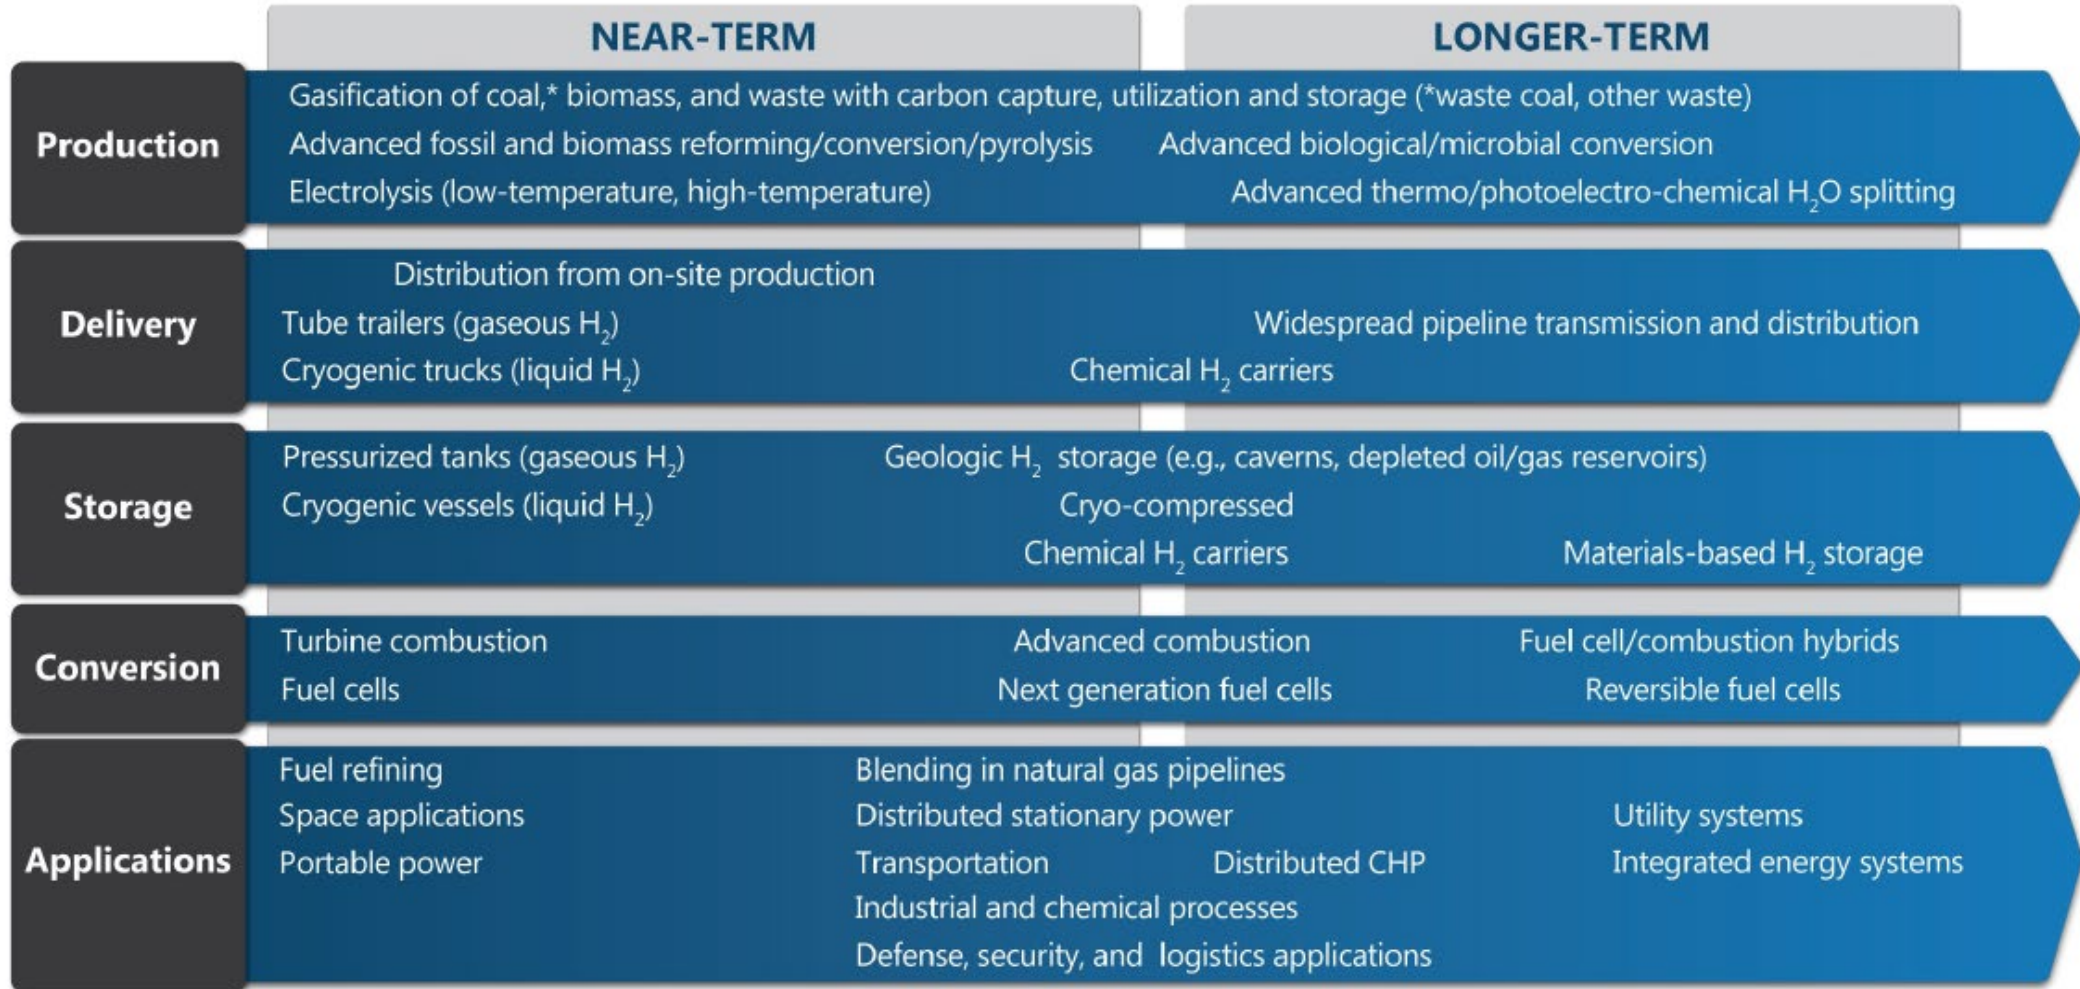 NEAR-TERM
LONGER-TERM
Production
Gasification of coal,* biomass, and waste with carbon capture, utilization and storage (*waste coal, other waste)
Advanced fossil and biomass reforming/conversion/pyrolysis
Advanced biological/microbial conversion
Electrolysis (low-temperature, high-temperature)
Advanced thermo/photoelectro-chemical H₂O splitting
Delivery
Distribution from on-site production
Tube trailers (gaseous H₂)
Widespread pipeline transmission and distribution
Cryogenic trucks (liquid H₂)
Chemical H₂ carriers
Storage
Pressurized tanks (gaseous H₂)
Geologic H₂ storage (e.g., caverns, depleted oil/gas reservoirs)
Cryogenic vessels (liquid H₂)
Cryo-compressed
Chemical H₂ carriers
Materials-based H₂ storage
Conversion
Turbine combustion
Advanced combustion
Fuel cell/combustion hybrids
Fuel cells
Next generation fuel cells
Reversible fuel cells
Applications
Fuel refining
Blending in natural gas pipelines
Space applications
Distributed stationary power
Utility systems
Portable power
Transportation
Distributed CHP
Integrated energy systems
Industrial and chemical processes
Defense, security, and logistics applications